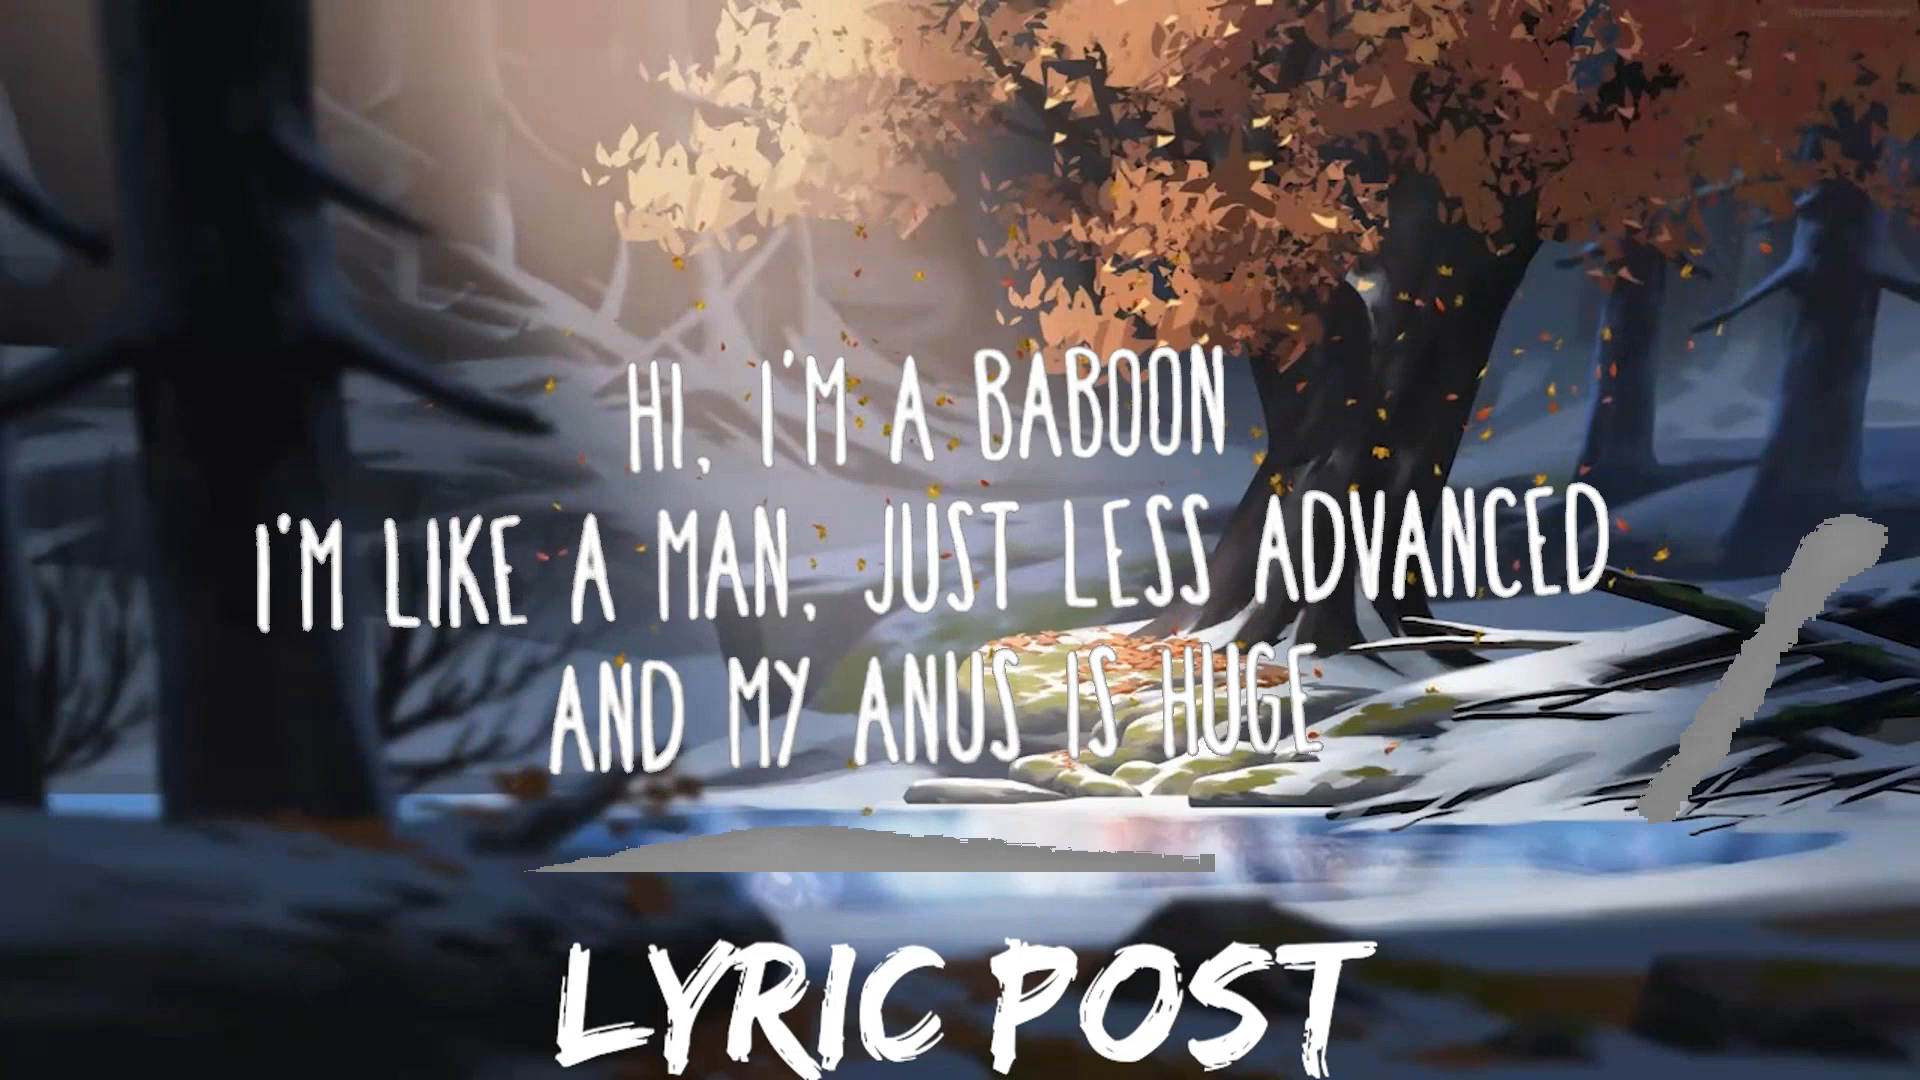 HI, I'M A BABOON
I'M LIKE A MAN, JUST LESS ADVANCED
AND MY ANUS IS HUGE
LYRIC POST